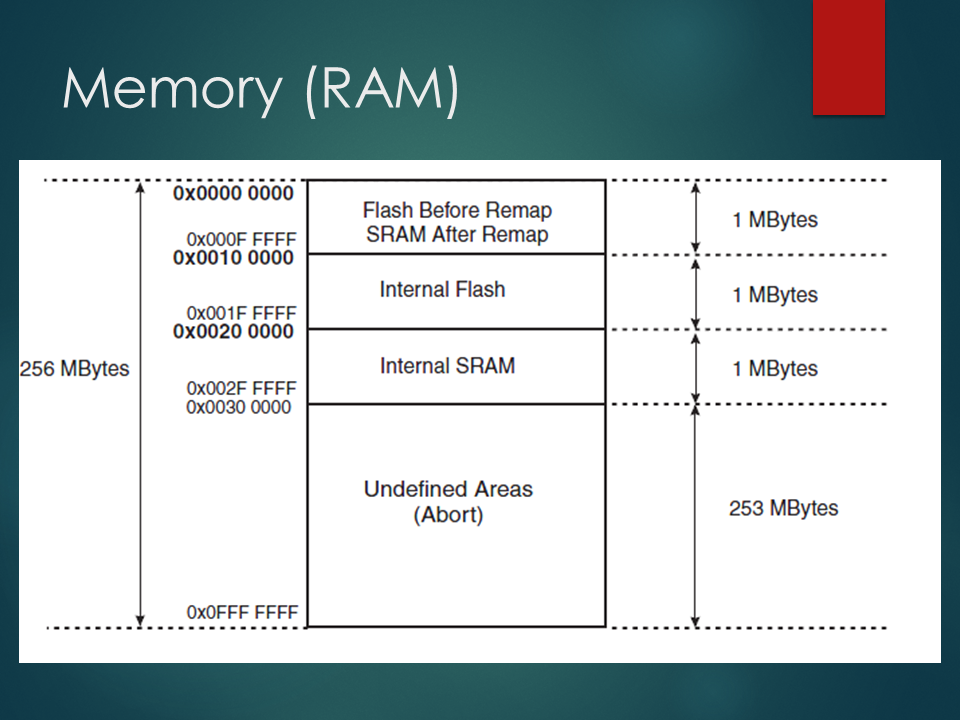 Memory (RAM)
0x0000 0000
Flash Before Remap
SRAM After Remap
1 MBytes
0x000F FFFF
0x0010 0000
Internal Flash
1 MBytes
0x001F FFFF
0x0020 0000
256 MBytes
Internal SRAM
1 MBytes
0x002F FFFF
0x0030 0000
Undefined Areas
(Abort)
253 MBytes
0x0FFF FFFF